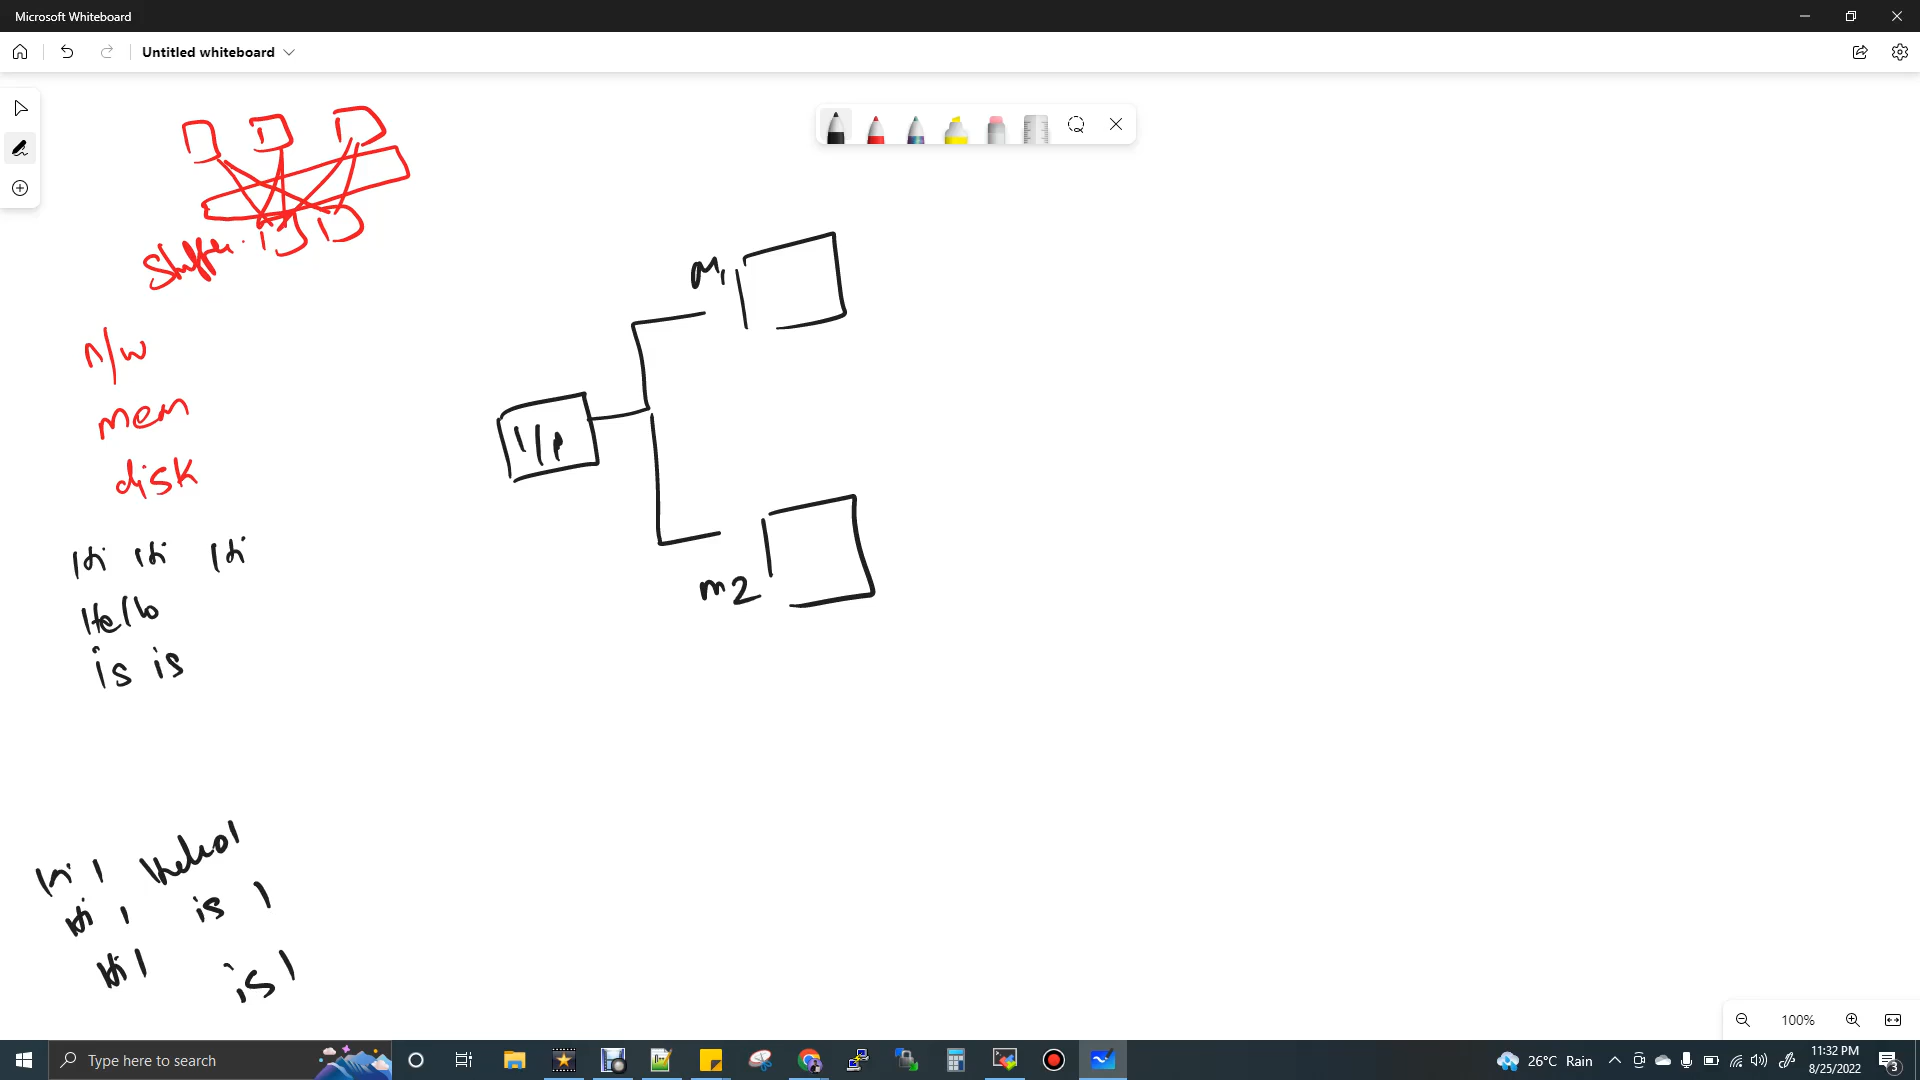 Microsoft Whiteboard
Untitled whiteboard
n/w
mem
disk
Hi Hi Hi
Hello
is is
m1
I/P
m2
Hi 1 Hello 1
Hi 1 is 1
Hi 1 is 1
100%
Type here to search
26°C Rain
11:32 PM
8/25/2022
3